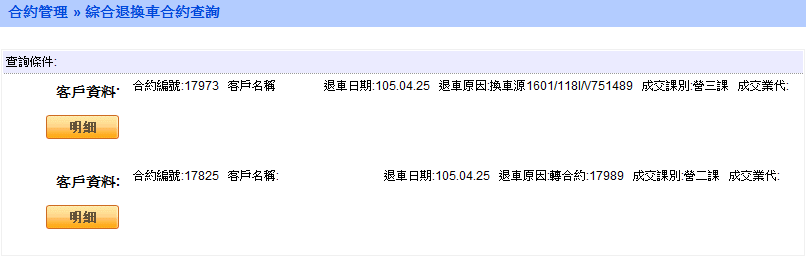 合約管理 » 綜合退換車合約查詢
查詢條件:
客戶資料: 合約編號:17973 客戶名稱 退車日期:105.04.25 退車原因:換車源1601/118I/V751489 成交課別:營三課 成交業代:
明細
客戶資料: 合約編號:17825 客戶名稱: 退車日期:105.04.25 退車原因:轉合約:17989 成交課別:營二課 成交業代:
明細